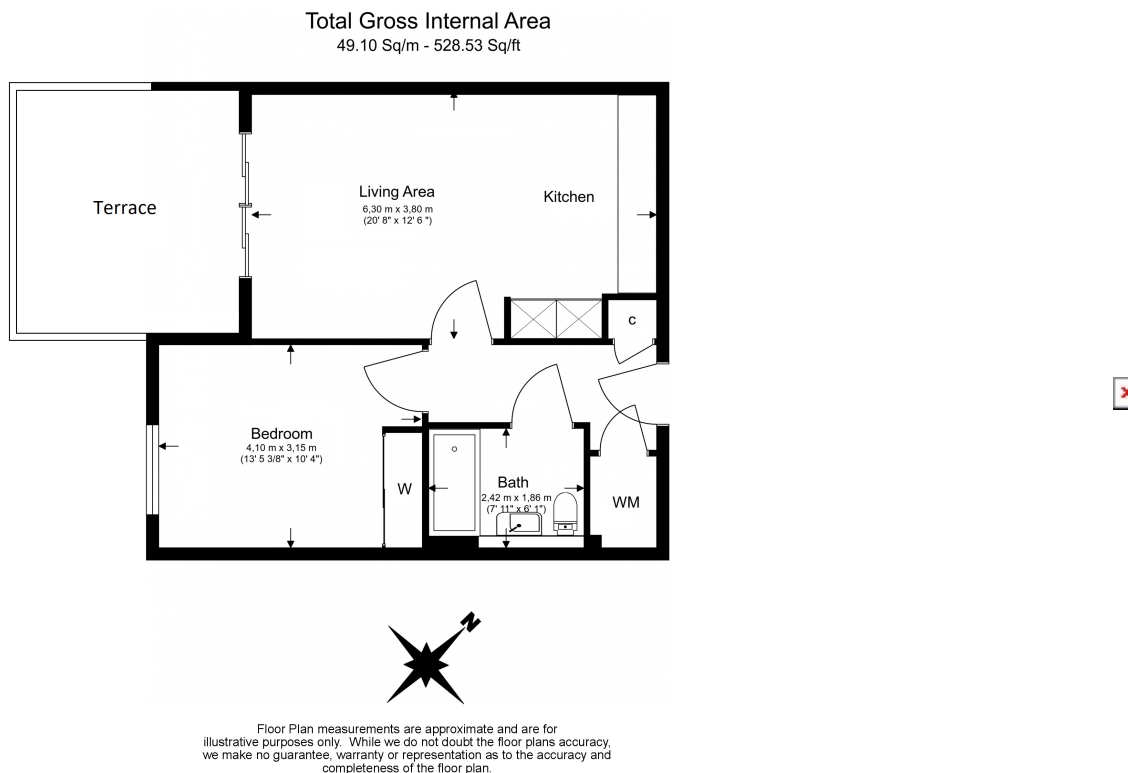 Total Gross Internal Area
49.10 Sq/m - 528.53 Sq/ft
Terrace
Living Area
6,30 m x 3,80 m
(20' 8" x 12' 6 ")
Kitchen
c
Bedroom
4,10 m x 3,15 m
(13' 5 3/8" x 10' 4")
W
Bath
2,42 m x 1,86 m
(7' 11" x 6' 1")
WM
N
Floor Plan measurements are approximate and are for
illustrative purposes only. While we do not doubt the floor plans accuracy,
we make no guarantee, warranty or representation as to the accuracy and
completeness of the floor plan.